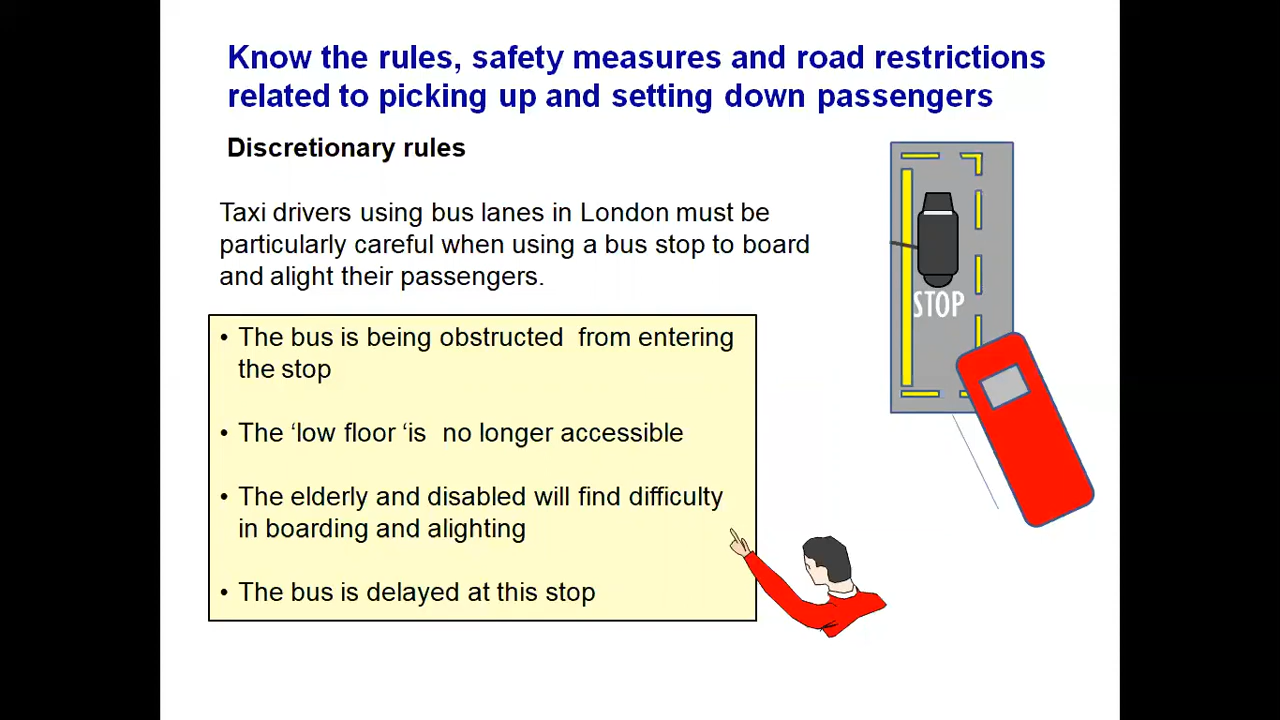 Know the rules, safety measures and road restrictions
related to picking up and setting down passengers
Discretionary rules
Taxi drivers using bus lanes in London must be
particularly careful when using a bus stop to board
and alight their passengers.
• The bus is being obstructed  from entering
the stop
• The ‘low floor ‘is  no longer accessible
• The elderly and disabled will find difficulty
in boarding and alighting
• The bus is delayed at this stop
STOP